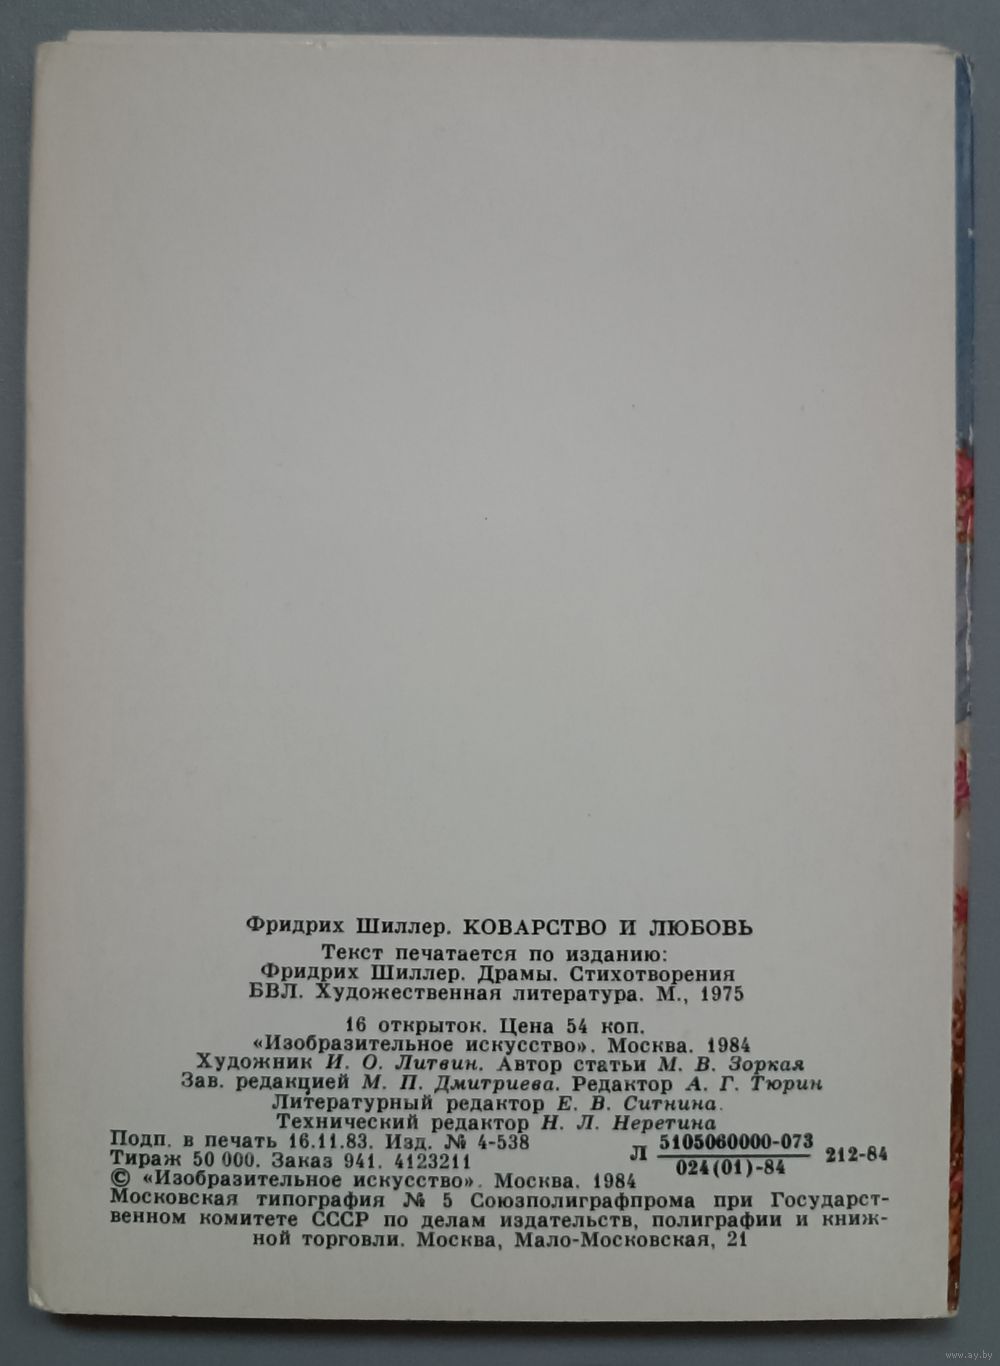 Фридрих Шиллер. КОВАРСТВО И ЛЮБОВЬ
Текст печатается по изданию:
Фридрих Шиллер. Драмы. Стихотворения
БВЛ. Художественная литература. М., 1975
16 открыток. Цена 54 коп.
«Изобразительное искусство». Москва. 1984
Художник И. О. Литвин. Автор статьи М. В. Зоркая
Зав. редакцией М. П. Дмитриева. Редактор А. Г. Тюрин
Литературный редактор Е. В. Ситнина.
Технический редактор Н. Л. Неретина
Подп. в печать 16.11.83. Изд. № 4-538
Тираж 50 000. Заказ 941. 4123211
Л 5105060000-073 212-84
024(01)-84
© «Изобразительное искусство». Москва. 1984
Московская типография № 5 Союзполиграфпрома при Государст-
венном комитете СССР по делам издательств, полиграфии и книж-
ной торговли. Москва, Мало-Московская, 21
www.ay.by